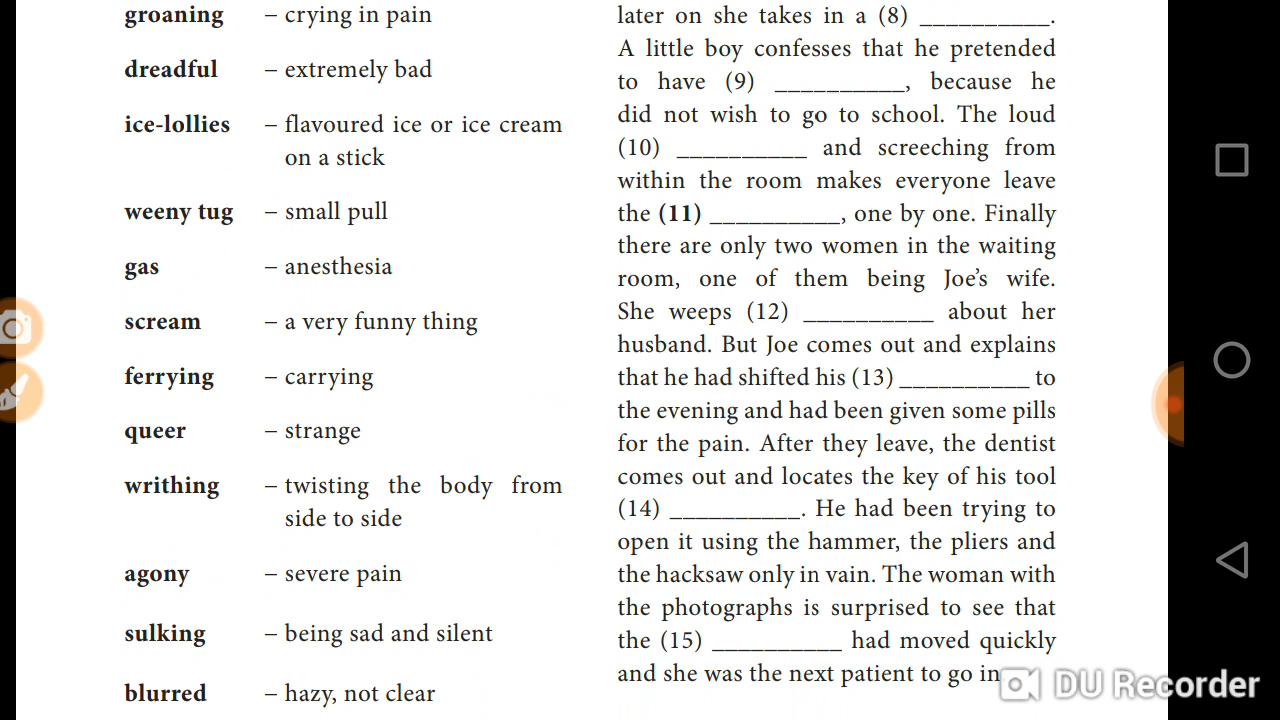 groaning – crying in pain
dreadful – extremely bad
ice-lollies – flavoured ice or ice cream
on a stick
weeny tug – small pull
gas – anesthesia
scream – a very funny thing
ferrying – carrying
queer – strange
writhing – twisting the body from
side to side
agony – severe pain
sulking – being sad and silent
blurred – hazy, not clear
later on she takes in a (8) __________.
A little boy confesses that he pretended
to have (9) __________, because he
did not wish to go to school. The loud
(10) __________ and screeching from
within the room makes everyone leave
the (11) __________, one by one. Finally
there are only two women in the waiting
room, one of them being Joe’s wife.
She weeps (12) __________ about her
husband. But Joe comes out and explains
that he had shifted his (13) __________ to
the evening and had been given some pills
for the pain. After they leave, the dentist
comes out and locates the key of his tool
(14) __________. He had been trying to
open it using the hammer, the pliers and
the hacksaw only in vain. The woman with
the photographs is surprised to see that
the (15) __________ had moved quickly
and she was the next patient to go in
DU Recorder